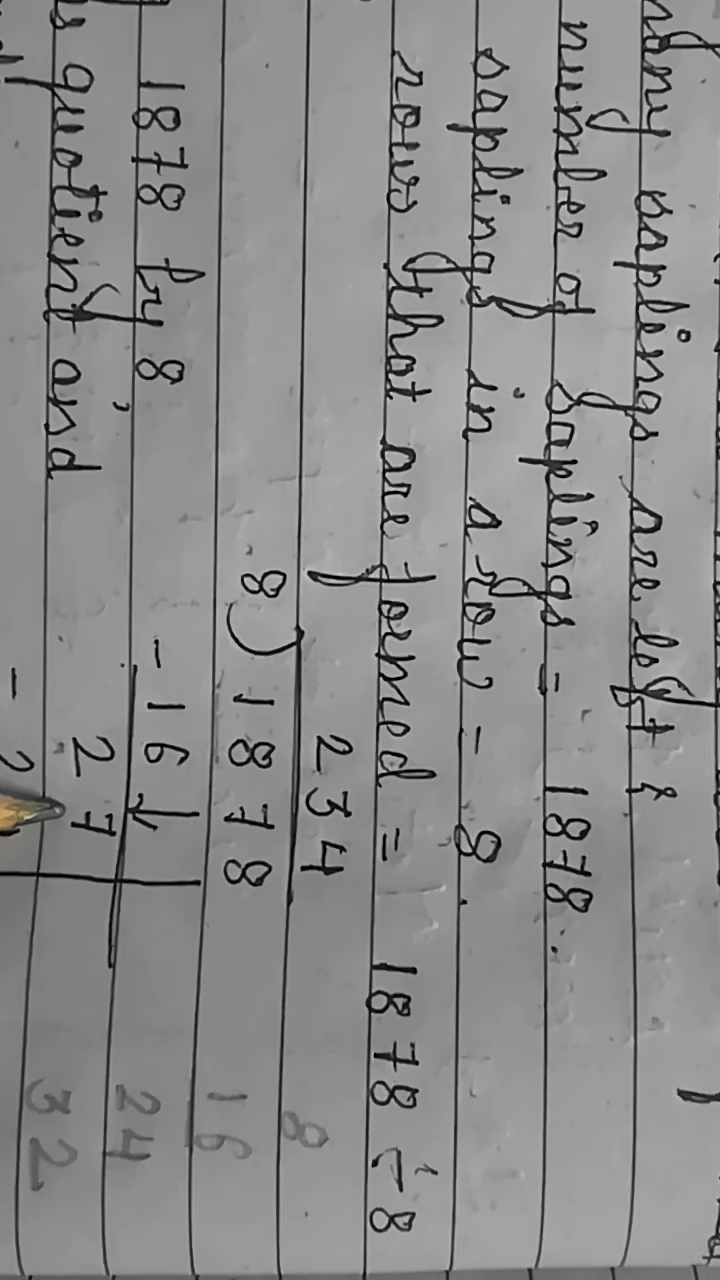 many saplings are left?
number of saplings = 1878.
saplings in a row = 8.
rows that are formed = 1878 ÷ 8
234
8
8) 1878
16
1878 by 8,
- 16↓
24
quotient and
27
32
- 2